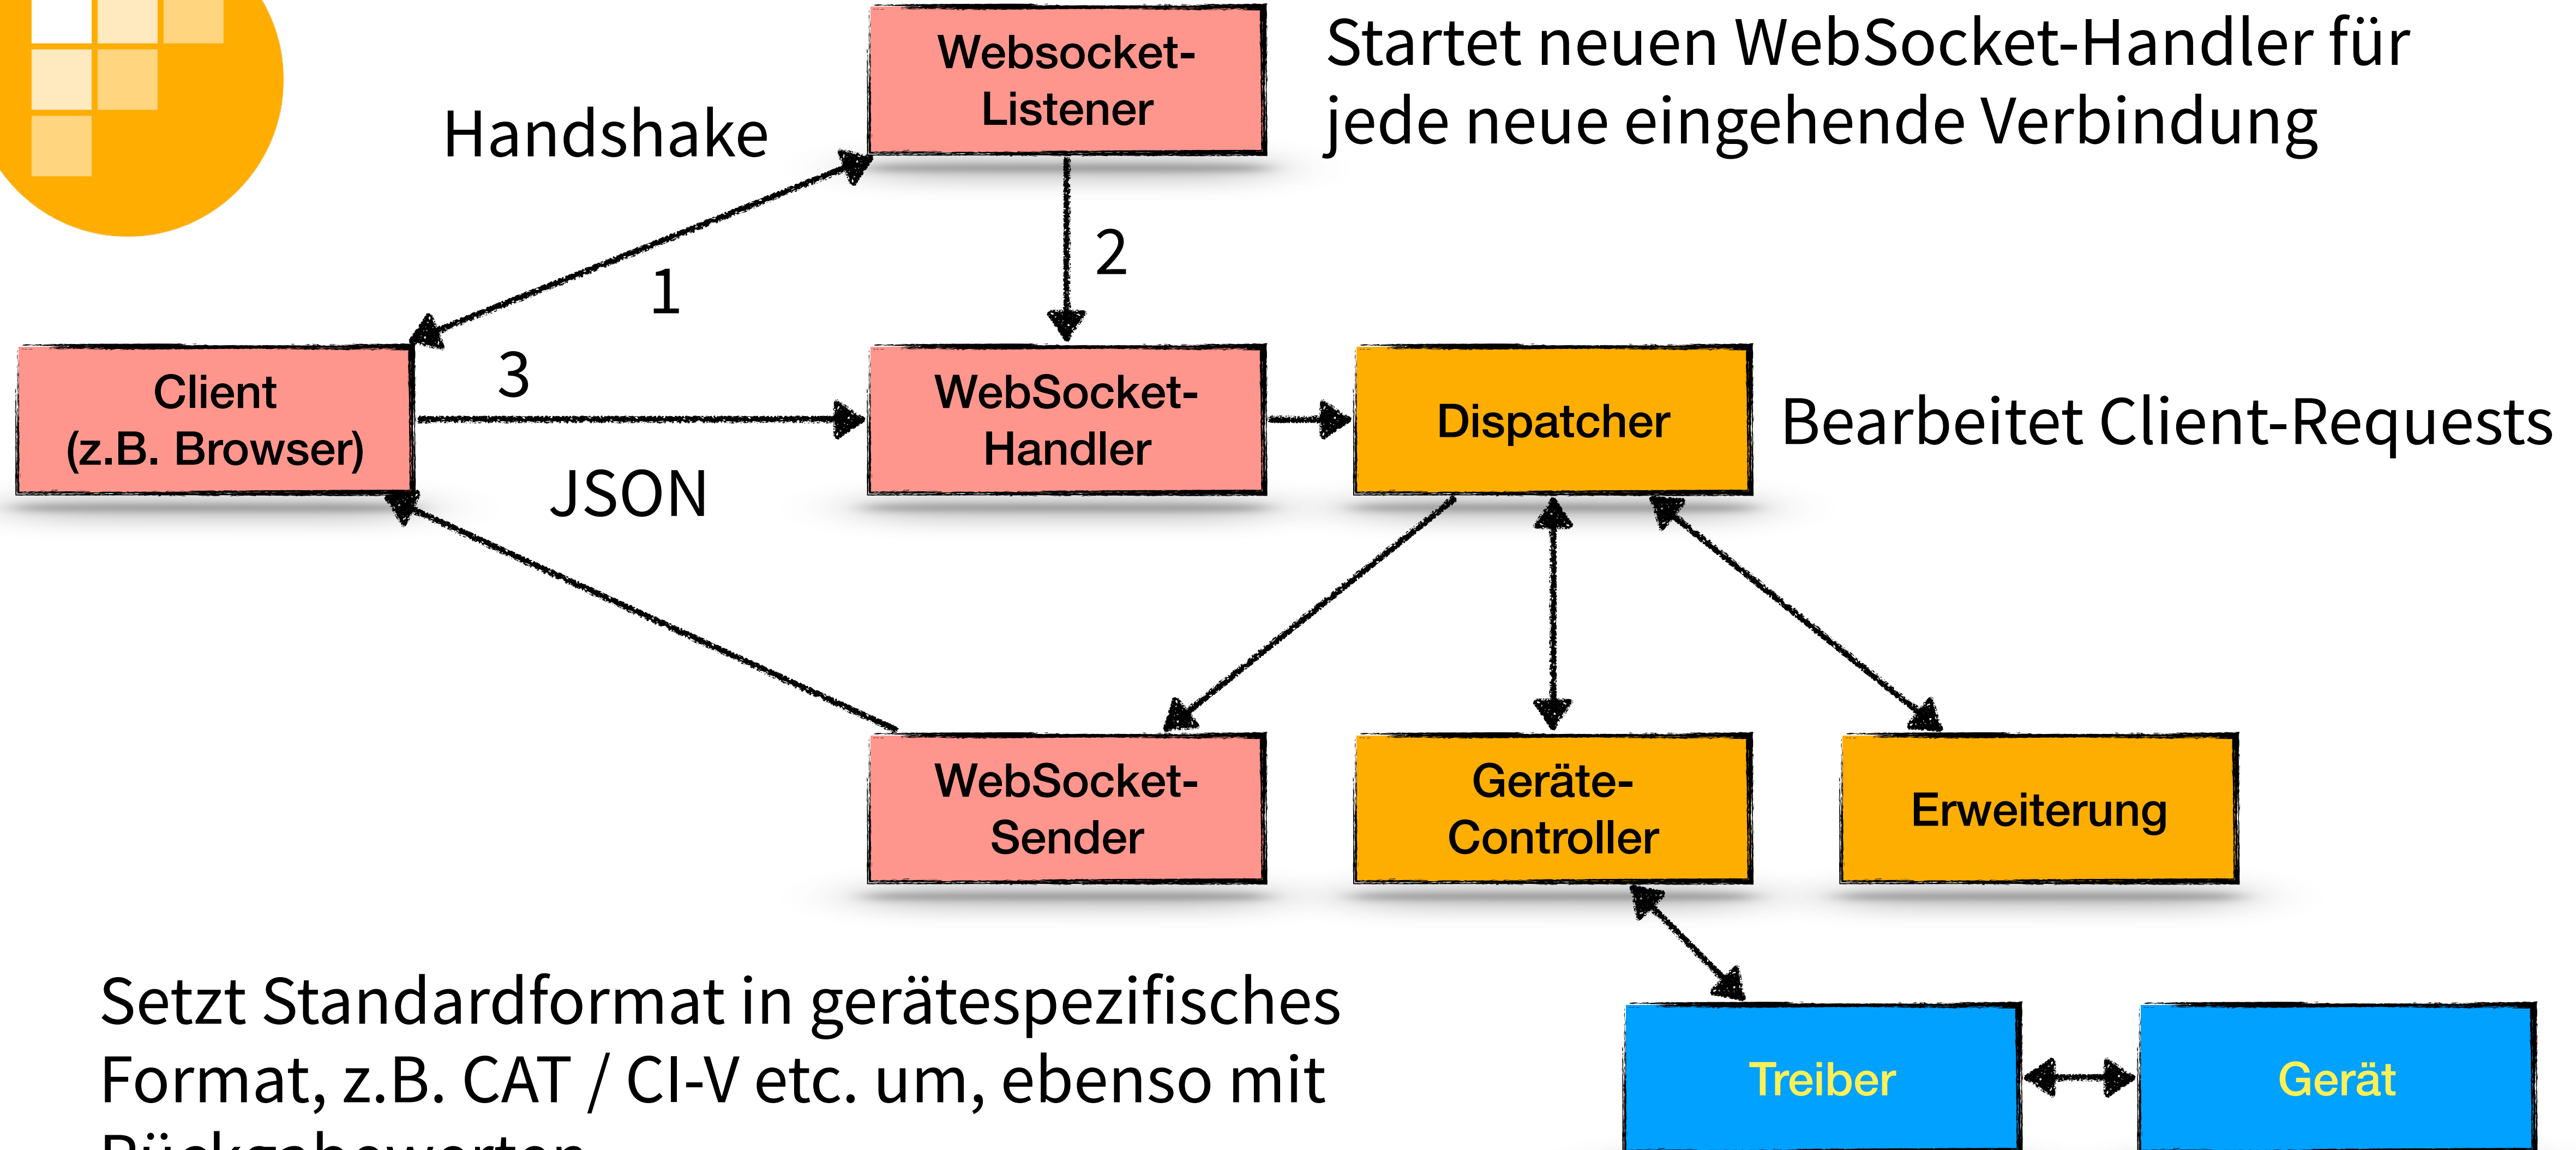 Websocket-
Listener
Startet neuen WebSocket-Handler für
jede neue eingehende Verbindung
Handshake
1
2
3
Client
(z.B. Browser)
JSON
WebSocket-
Handler
Dispatcher
Bearbeitet Client-Requests
WebSocket-
Sender
Geräte-
Controller
Erweiterung
Setzt Standardformat in gerätespezifisches
Format, z.B. CAT / CI-V etc. um, ebenso mit
Rückgabewerten
Treiber
Gerät